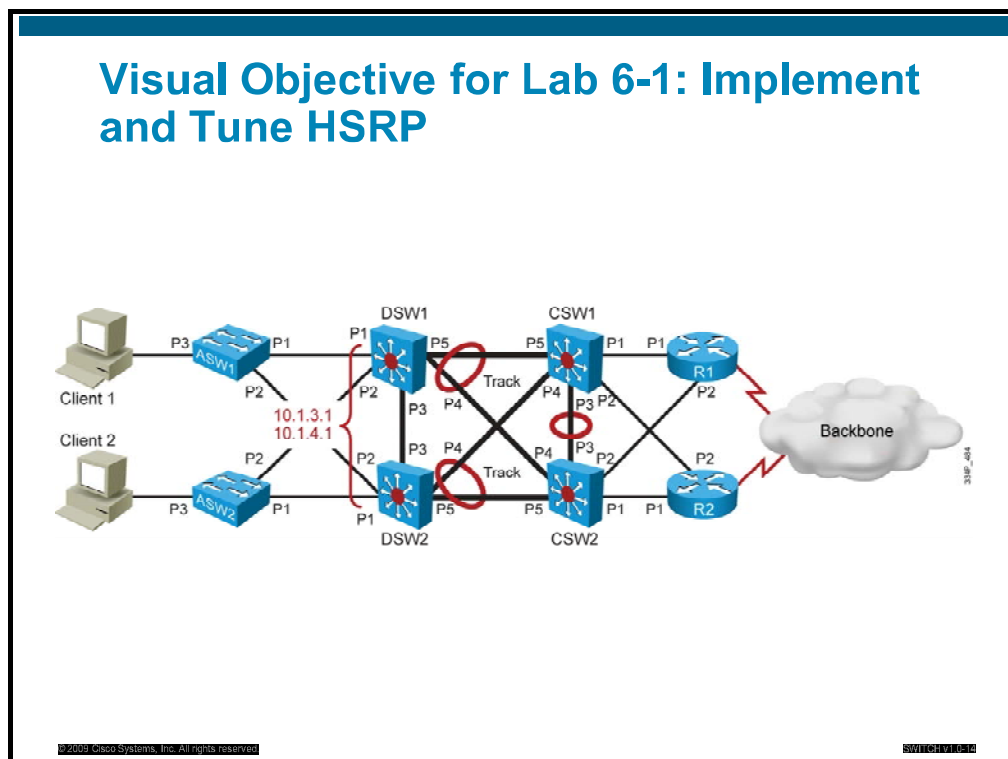 Visual Objective for Lab 6-1: Implement
and Tune HSRP
DSW1
CSW1
P3
ASW1
P1
P1
P5
P5
P1
P1
R1
Client 1
P2
P2
P3
P4
Track
P4
P3
P2
P2
10.1.3.1
10.1.4.1
Backbone
Client 2
P2
P2
P3
P4
Track
P4
P3
P2
P2
P3
ASW2
P1
P1
P5
P5
P1
P1
R2
DSW2
CSW2
334P_484
© 2009 Cisco Systems, Inc. All rights reserved.
SWITCH v1.0-14